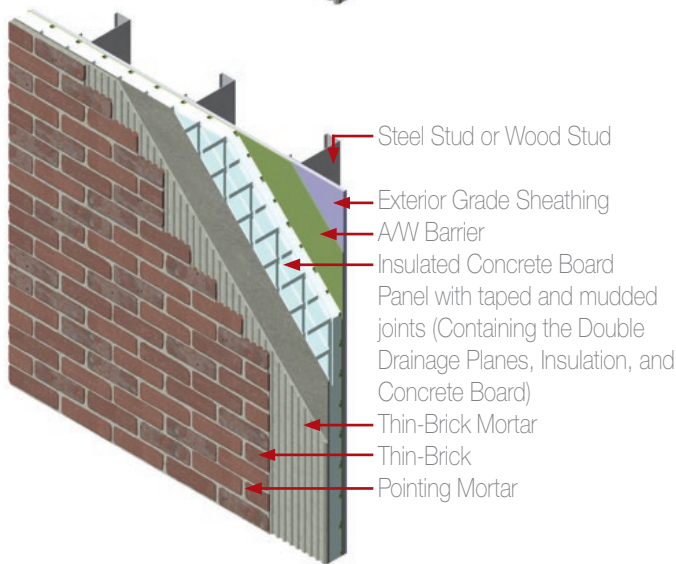 Steel Stud or Wood Stud
Exterior Grade Sheathing
A/W Barrier
Insulated Concrete Board
Panel with taped and mudded
joints (Containing the Double
Drainage Planes, Insulation, and
Concrete Board)
Thin-Brick Mortar
Thin-Brick
Pointing Mortar